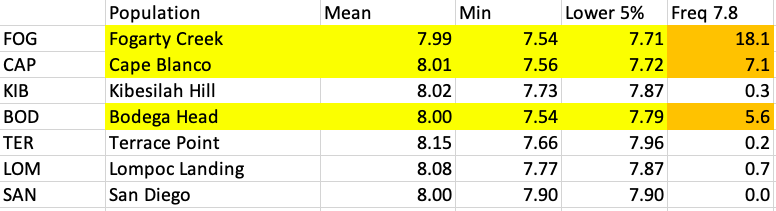 Population Mean Min Lower 5% Freq 7.8
FOG Fogarty Creek 7.99 7.54 7.71 18.1
CAP Cape Blanco 8.01 7.56 7.72 7.1
KIB Kibesilah Hill 8.02 7.73 7.87 0.3
BOD Bodega Head 8.00 7.54 7.79 5.6
TER Terrace Point 8.15 7.66 7.96 0.2
LOM Lompoc Landing 8.08 7.77 7.87 0.7
SAN San Diego 8.00 7.90 7.90 0.0